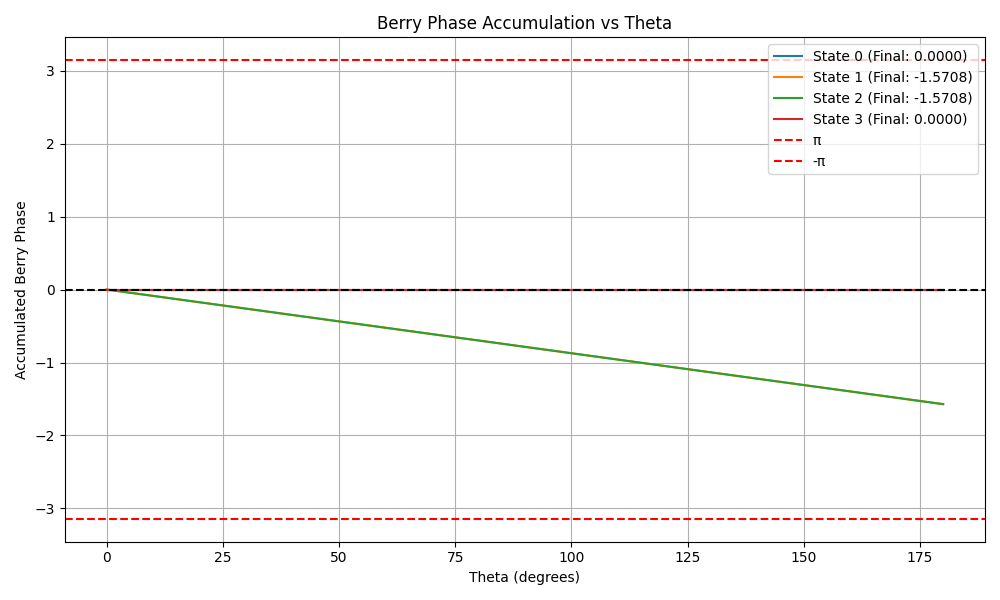 Berry Phase Accumulation vs Theta
State 0 (Final: 0.0000)
State 1 (Final: -1.5708)
State 2 (Final: -1.5708)
State 3 (Final: 0.0000)
π
-π
Accumulated Berry Phase
3
2
1
0
−1
−2
−3
0 25 50 75 100 125 150 175
Theta (degrees)